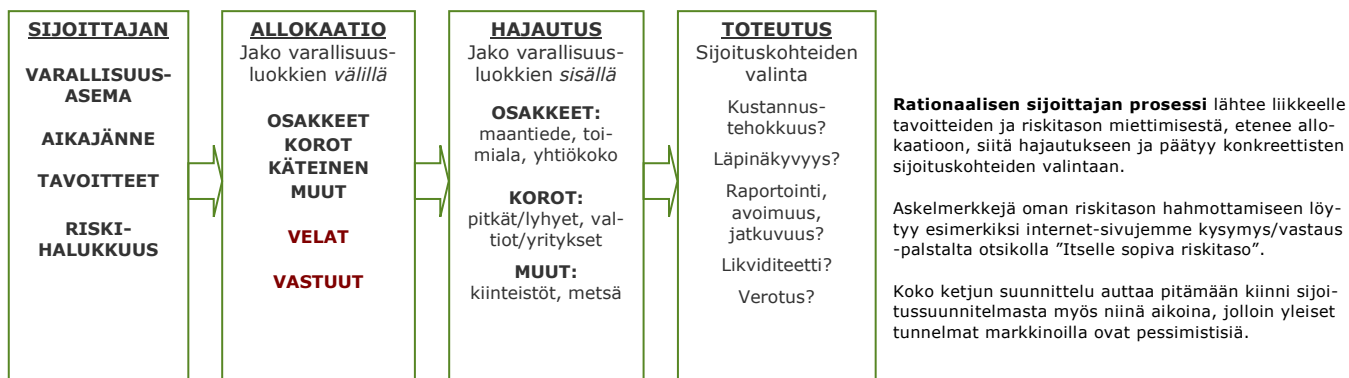 SIJOITTAJAN
VARALLISUUS-
ASEMA
AIKAJÄNNE
TAVOITTEET
RISKI-
HALUKKUUS
ALLOKAATIO
Jako varallisuus-
luokkien välillä
OSAKKEET
KOROT
KÄTEINEN
MUUT
VELAT
VASTUUT
HAJAUTUS
Jako varallisuus-
luokkien sisällä
OSAKKEET:
maantiede, toi-
miala, yhtiökoko
KOROT:
pitkät/lyhyet, val-
tiot/yritykset
MUUT:
kiinteistöt, metsä
TOTEUTUS
Sijoituskohteiden
valinta
Kustannus-
tehokkuus?
Läpinäkyvyys?
Raportointi,
avoimuus,
jatkuvuus?
Likviditeetti?
Verotus?
Rationaalisen sijoittajan prosessi lähtee liikkeelle
tavoitteiden ja riskitason miettimisestä, etenee allo-
kaatioon, siitä hajautukseen ja päätyy konkreettisten
sijoituskohteiden valintaan.
Askelmerkkejä oman riskitason hahmottamiseen löy-
tyy esimerkiksi internet-sivujemme kysymys/vastaus
-palstalta otsikolla ”Itselle sopiva riskitaso”.
Koko ketjun suunnittelu auttaa pitämään kiinni sijoi-
tussuunnitelmasta myös niinä aikoina, jolloin yleiset
tunnelmat markkinoilla ovat pessimistisiä.